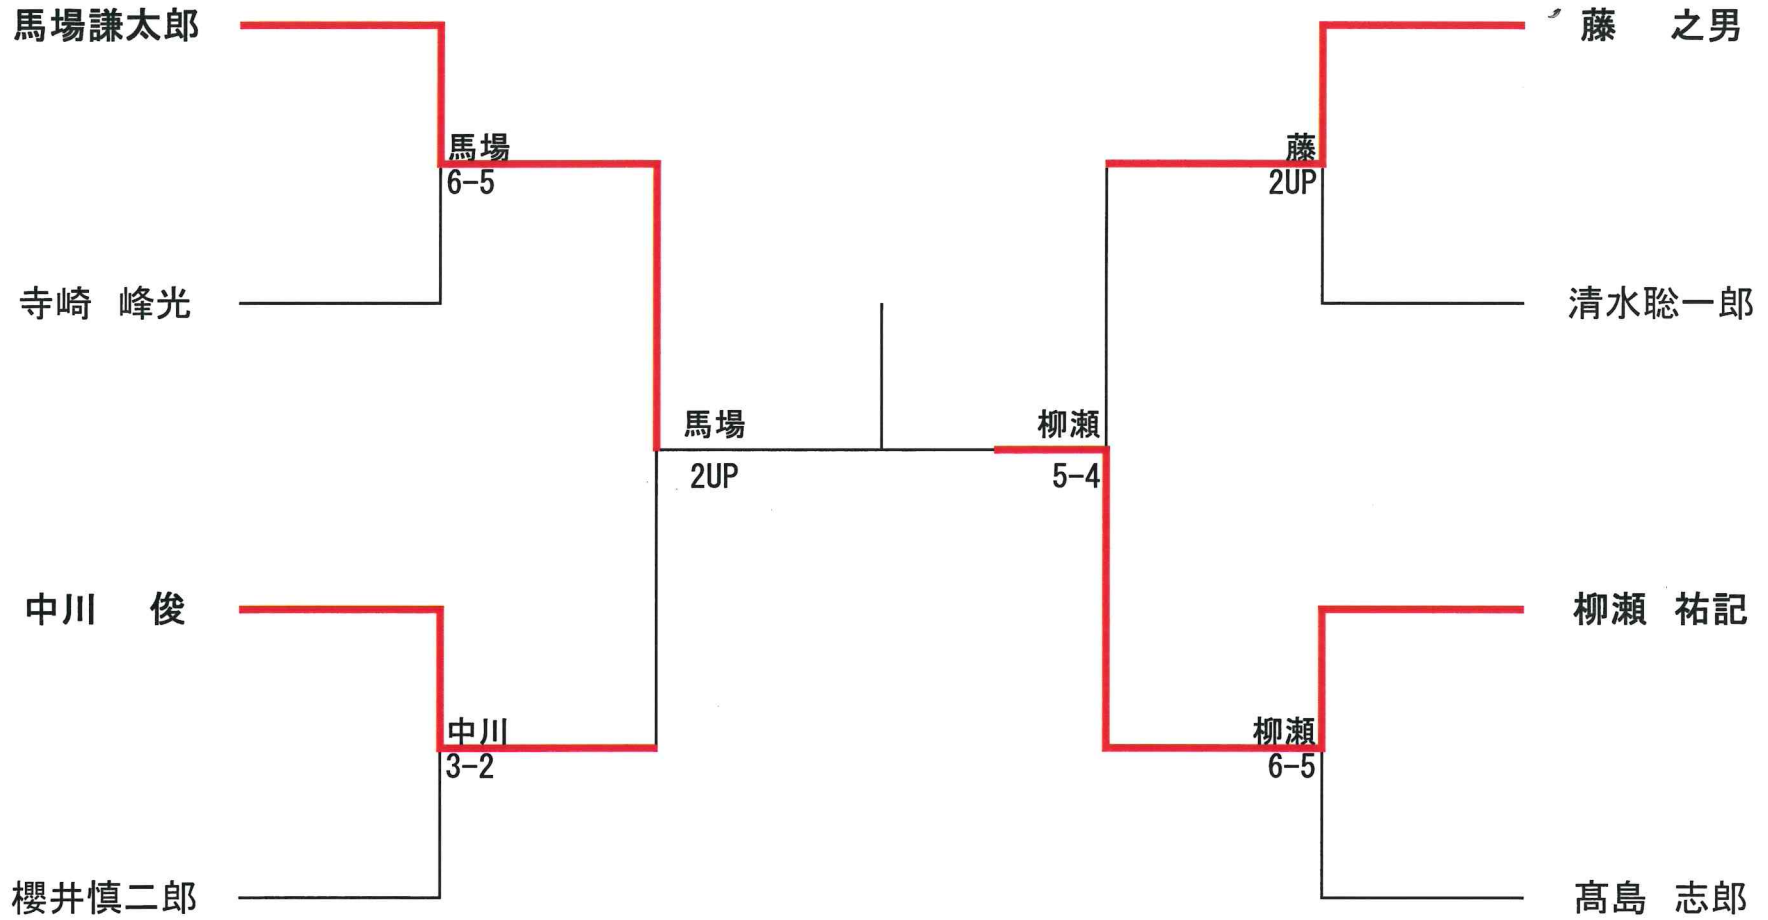 馬場謙太郎
藤 之男
馬場
6-5
藤
2UP
寺崎 峰光
清水聡一郎
馬場
2UP
柳瀬
5-4
中川 俊
柳瀬 祐記
中川
3-2
柳瀬
6-5
櫻井慎二郎
髙島 志郎